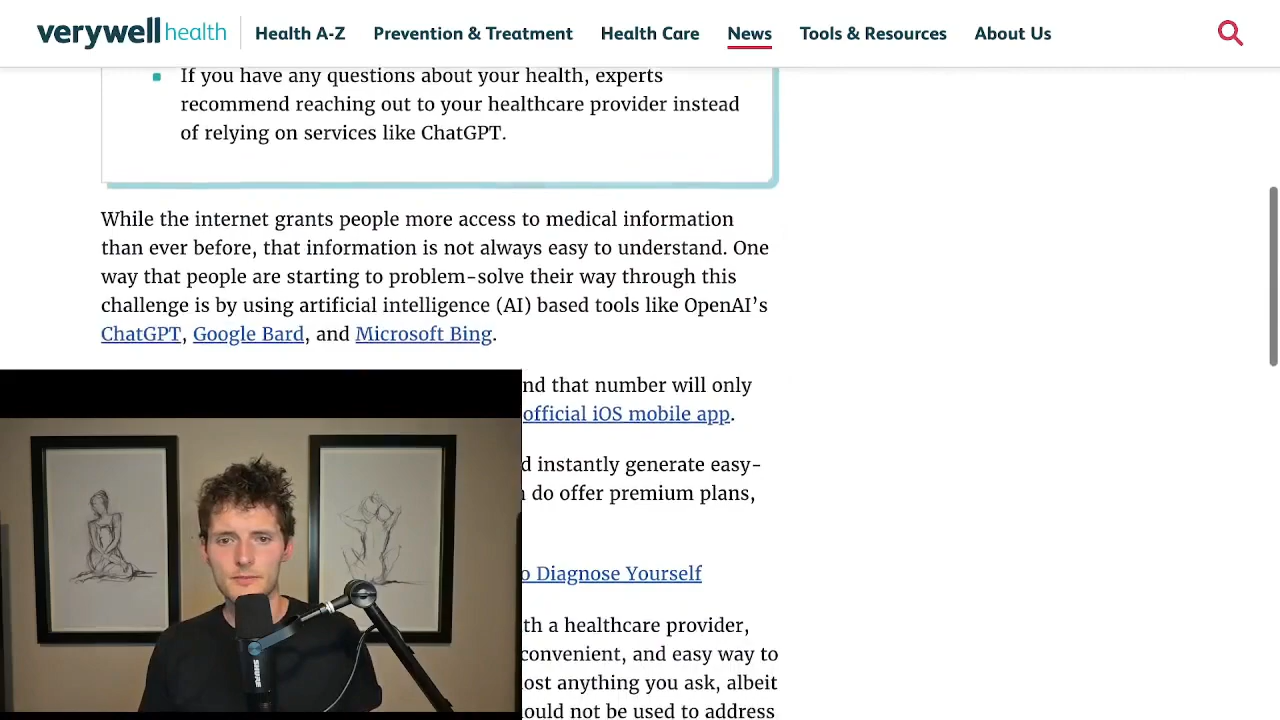 verywell health
Health A-Z
Prevention & Treatment
Health Care
News
Tools & Resources
About Us
If you have any questions about your health, experts
recommend reaching out to your healthcare provider instead
of relying on services like ChatGPT.
While the internet grants people more access to medical information
than ever before, that information is not always easy to understand. One
way that people are starting to problem-solve their way through this
challenge is by using artificial intelligence (AI) based tools like OpenAI’s
ChatGPT, Google Bard, and Microsoft Bing.
nd that number will only
official iOS mobile app.
d instantly generate easy-
do offer premium plans,
o Diagnose Yourself
th a healthcare provider,
convenient, and easy way to
ost anything you ask, albeit
ould not be used to address
SHURE